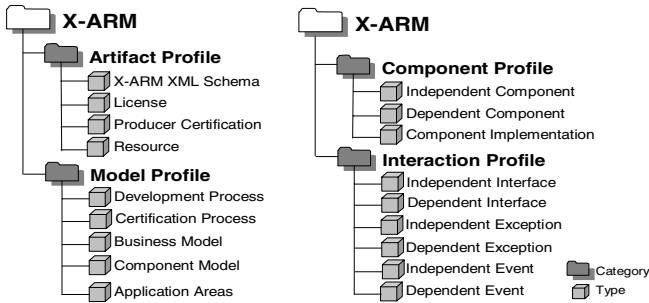 X-ARM
Artifact Profile
X-ARM XML Schema
License
Producer Certification
Resource
Model Profile
Development Process
Certification Process
Business Model
Component Model
Application Areas
X-ARM
Component Profile
Independent Component
Dependent Component
Component Implementation
Interaction Profile
Independent Interface
Dependent Interface
Independent Exception
Dependent Exception
Independent Event
Dependent Event
Category
Type